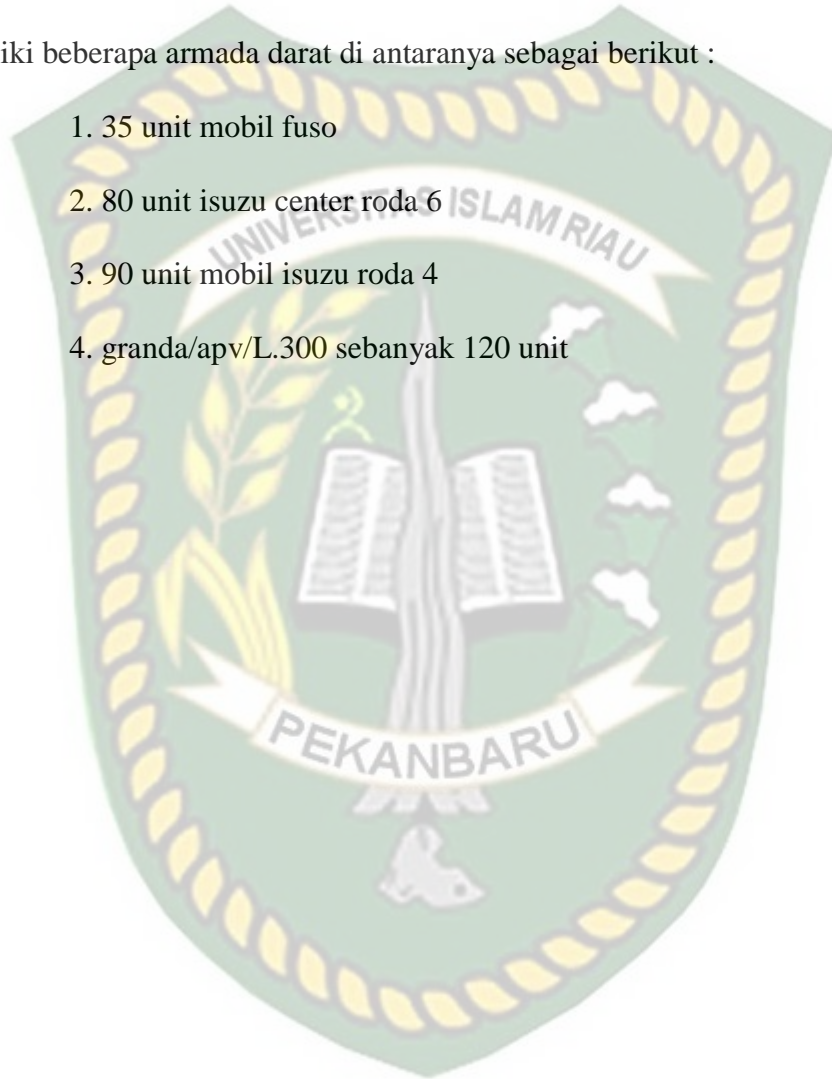 iki beberapa armada darat di antaranya sebagai berikut :
1. 35 unit mobil fuso
2. 80 unit isuzu center roda 6
3. 90 unit mobil isuzu roda 4
4. granda/apv/L.300 sebanyak 120 unit
UNIVERSITAS ISLAM RIAU
PEKANBARU